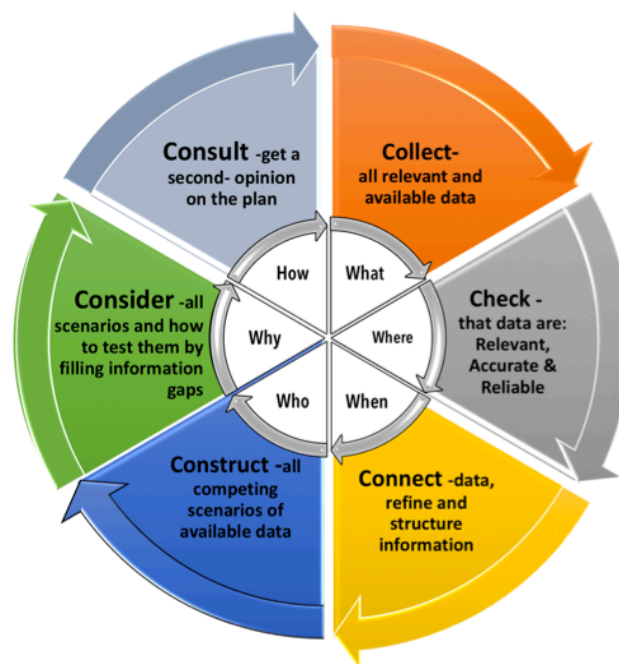 Collect-
all relevant and
available data
Check -
that data are:
Relevant,
Accurate &
Reliable
Connect -data,
refine and
structure
information
Construct -all
competing
scenarios of
available data
Consider -all
scenarios and how
to test them by
filling information
gaps
Consult -get a
second- opinion
on the plan
What
Where
When
Who
Why
How